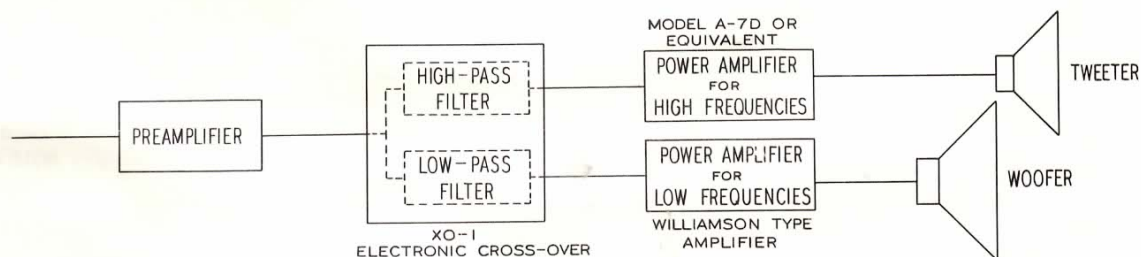 PREAMPLIFIER
HIGH-PASS
FILTER
LOW-PASS
FILTER
XO-1
ELECTRONIC CROSS-OVER
MODEL A-7D OR
EQUIVALENT
POWER AMPLIFIER
FOR
HIGH FREQUENCIES
POWER AMPLIFIER
FOR
LOW FREQUENCIES
WILLIAMSON TYPE
AMPLIFIER
TWEETER
WOOFER